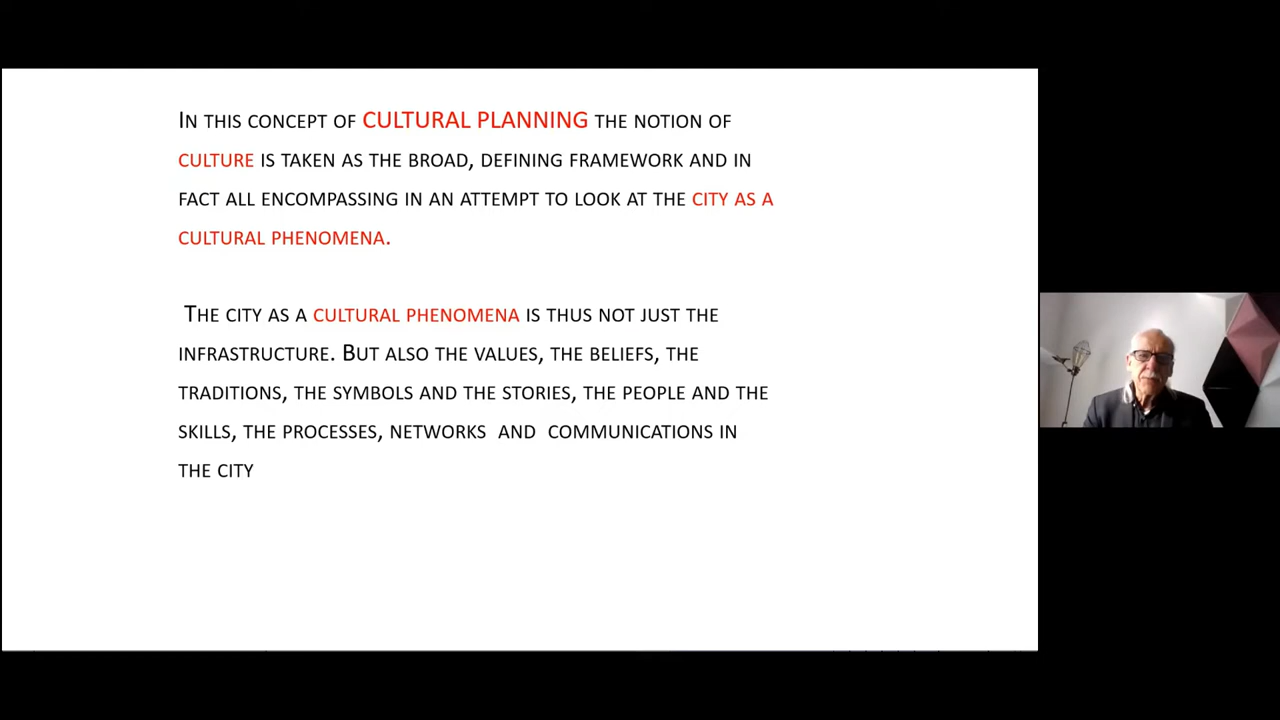 IN THIS CONCEPT OF CULTURAL PLANNING THE NOTION OF
CULTURE IS TAKEN AS THE BROAD, DEFINING FRAMEWORK AND IN
FACT ALL ENCOMPASSING IN AN ATTEMPT TO LOOK AT THE CITY AS A
CULTURAL PHENOMENA.
THE CITY AS A CULTURAL PHENOMENA IS THUS NOT JUST THE
INFRASTRUCTURE. BUT ALSO THE VALUES, THE BELIEFS, THE
TRADITIONS, THE SYMBOLS AND THE STORIES, THE PEOPLE AND THE
SKILLS, THE PROCESSES, NETWORKS AND COMMUNICATIONS IN
THE CITY